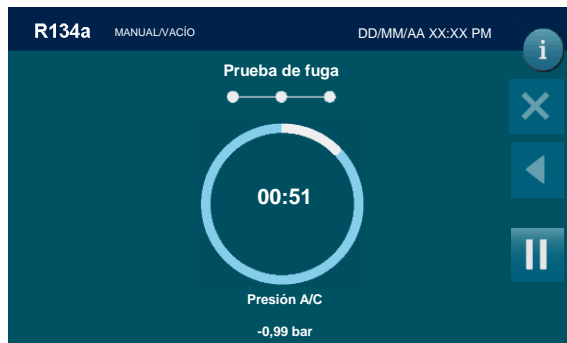 R134a MANUAL/VACÍO DD/MM/AA XX:XX PM
i
Prueba de fuga
00:51
Presión A/C
-0,99 bar